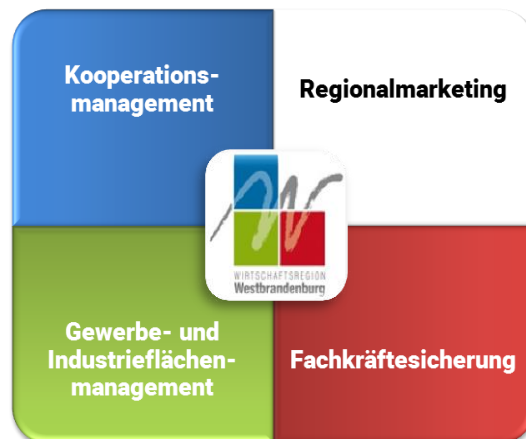 Kooperations-
management
Regionalmarketing
WIRTSCHAFTSREGION
Westbrandenburg
Gewerbe- und
Industrieflächen-
management
Fachkräftesicherung